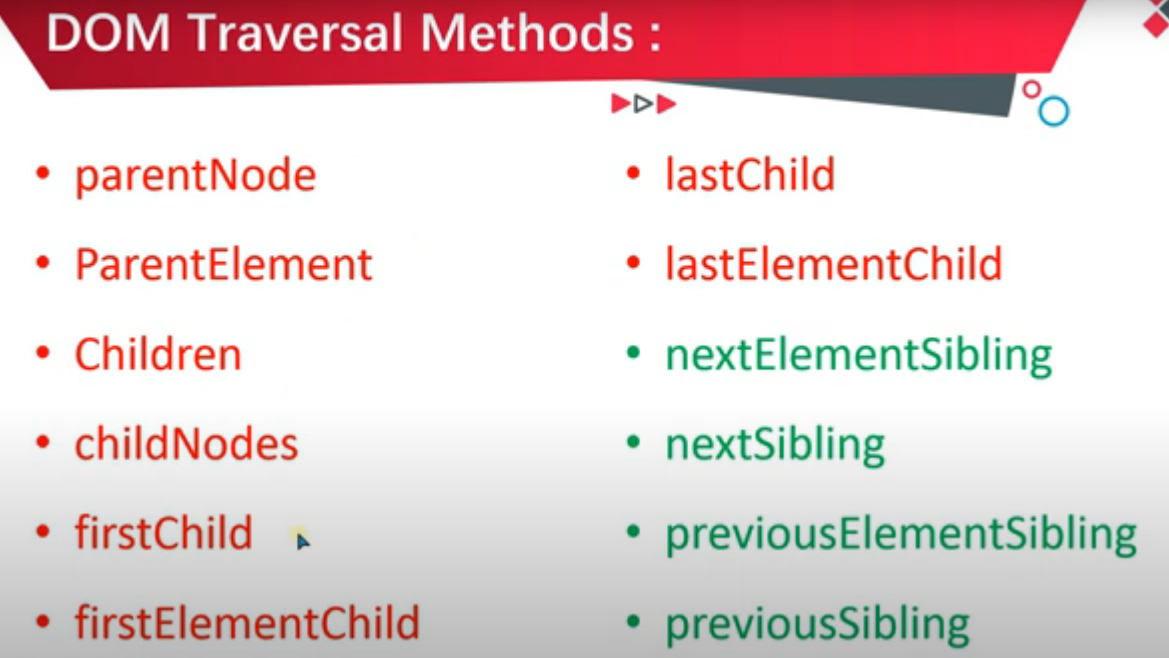 DOM Traversal Methods :
parentNode
ParentElement
Children
childNodes
firstChild
firstElementChild
lastChild
lastElementChild
nextElementSibling
nextSibling
previousElementSibling
previousSibling